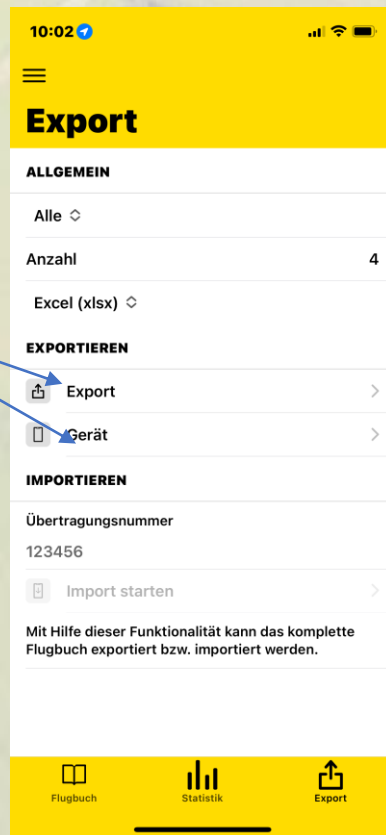 10:02
Export
ALLGEMEIN
Alle
Anzahl 4
Excel (xlsx)
EXPORTIEREN
Export
Gerät
IMPORTIEREN
Übertragungsnummer
123456
Import starten
Mit Hilfe dieser Funktionalität kann das komplette
Flugbuch exportiert bzw. importiert werden.
Flugbuch Statistik Export